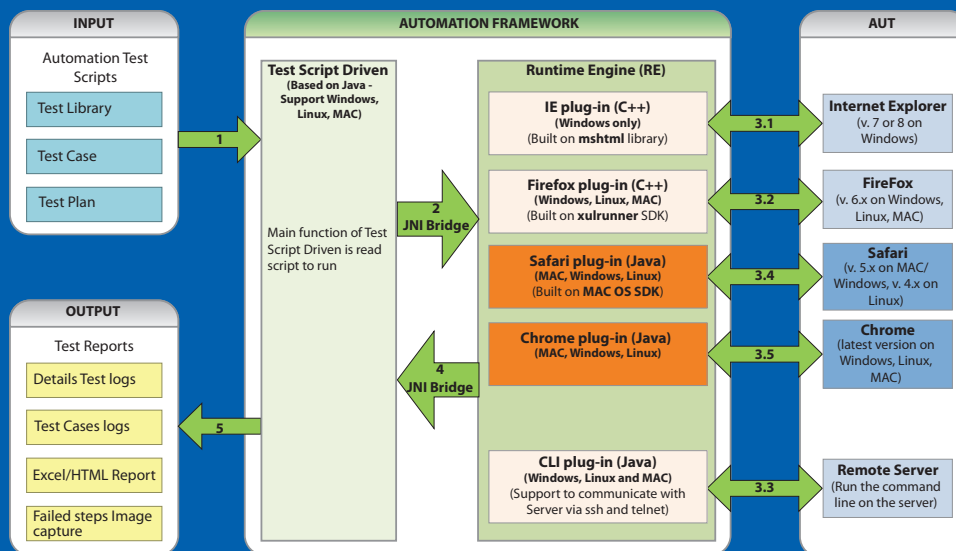 INPUT
Automation Test
Scripts
Test Library
Test Case
Test Plan
1
OUTPUT
Test Reports
Details Test logs
Test Cases logs
Excel/HTML Report
Failed steps Image
capture
5
AUTOMATION FRAMEWORK
Test Script Driven
(Based on Java -
Support Windows,
Linux, MAC)
Main function of Test
Script Driven is read
script to run
2
JNI Bridge
4
JNI Bridge
Runtime Engine (RE)
IE plug-in (C++)
(Windows only)
(Built on mshtml library)
Firefox plug-in (C++)
(Windows, Linux, MAC)
(Built on xulrunner SDK)
Safari plug-in (Java)
(MAC, Windows, Linux)
(Built on MAC OS SDK)
Chrome plug-in (Java)
(MAC, Windows, Linux)
CLI plug-in (Java)
(Windows, Linux and MAC)
(Support to communicate with
Server via ssh and telnet)
3.1
3.2
3.4
3.5
3.3
AUT
Internet Explorer
(v. 7 or 8 on
Windows)
FireFox
(v. 6.x on Windows,
Linux, MAC)
Safari
(v. 5.x on MAC/
Windows, v. 4.x on
Linux)
Chrome
(latest version on
Windows, Linux,
MAC)
Remote Server
(Run the command
line on the server)